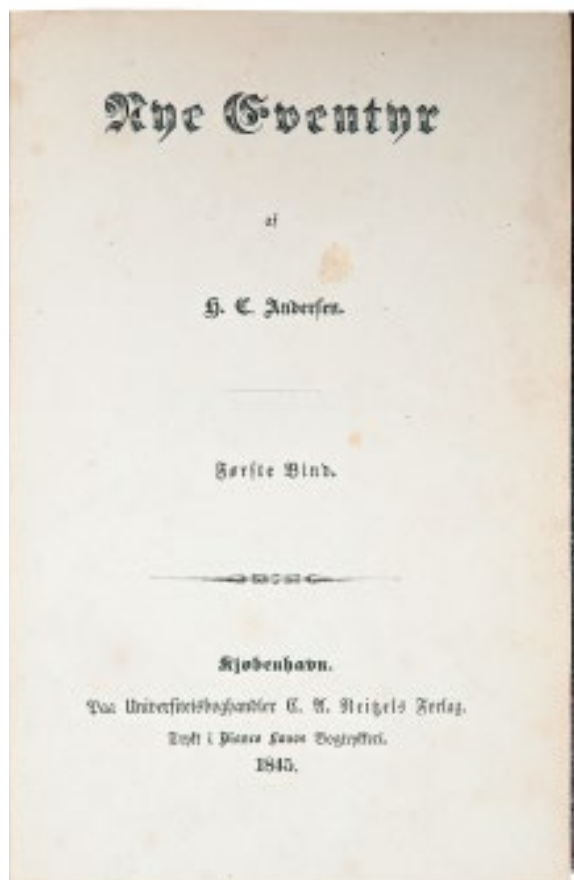 Nye Eventyr
af
H. C. Andersen.
Første Bind.
Kjøbenhavn.
Paa Universitetsboghandler C. A. Reitzels Forlag.
Trykt i Bianco Lunos Bogtrykkeri.
1845.